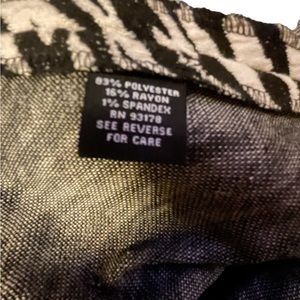 83% POLYESTER
16% RAYON
1% SPANDEX
RN 93178
SEE REVERSE
FOR CARE